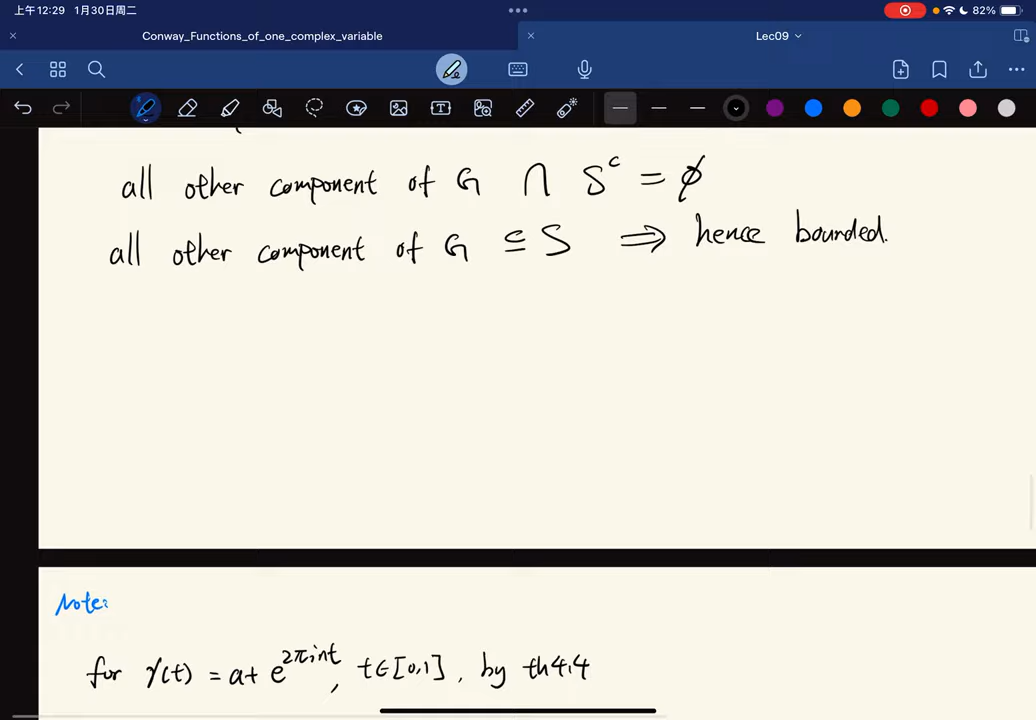 上午12:29 1月30日周二
82%
Conway_Functions_of_one_complex_variable
Lec09
all other component of G ∩ S^c = ∅
all other component of G ⊆ S ⟹ hence bounded.
Note:
for γ(t) = a+ e^{2πint}, t∈[0,1], by th4.4